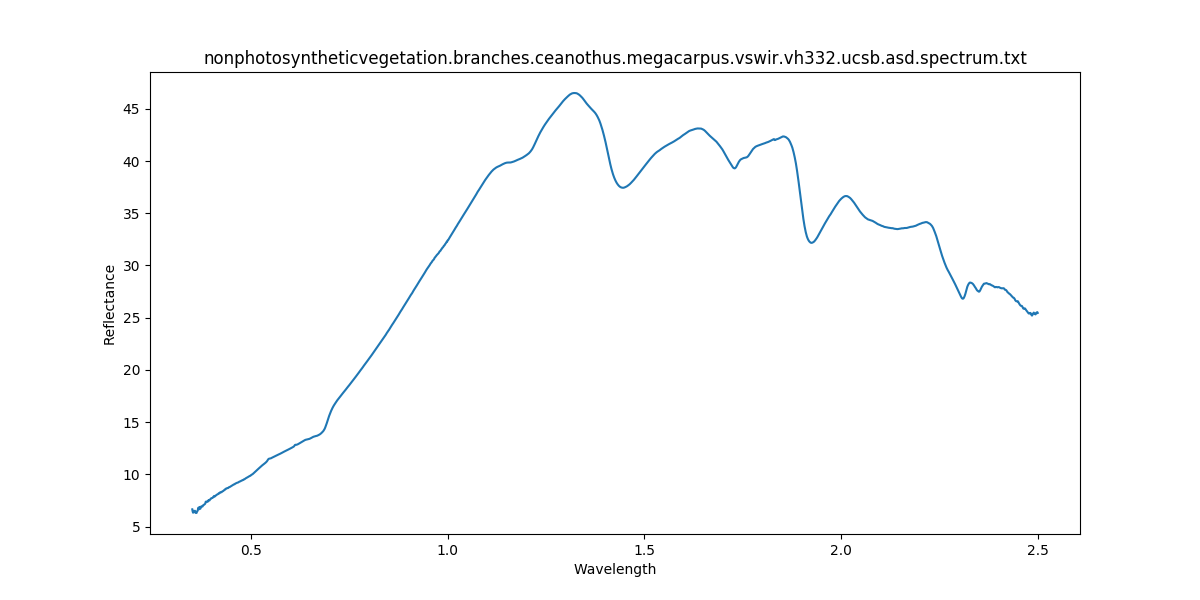 nonphotosyntheticvegetation.branches.ceanothus.megacarpus.vswir.vh332.ucsb.asd.spectrum.txt
45
40
35
30
25
20
15
10
5
Reflectance
0.5 1.0 1.5 2.0 2.5
Wavelength